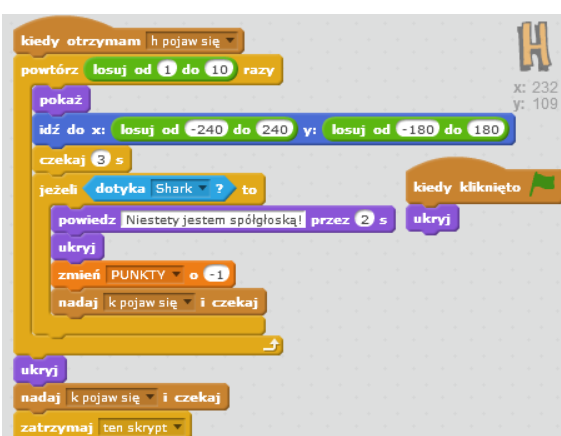 kiedy otrzymam h pojaw się
powtórz losuj od 1 do 10 razy
pokaż
idź do x: losuj od -240 do 240 y: losuj od -180 do 180
czekaj 3 s
jeżeli dotyka Shark ? to
powiedz Niestety jestem spółgłoską! przez 2 s
ukryj
zmień PUNKTY o -1
nadaj k pojaw się i czekaj
ukryj
nadaj k pojaw się i czekaj
zatrzymaj ten skrypt
H
x: 232
y: 109
kiedy kliknięto
ukryj